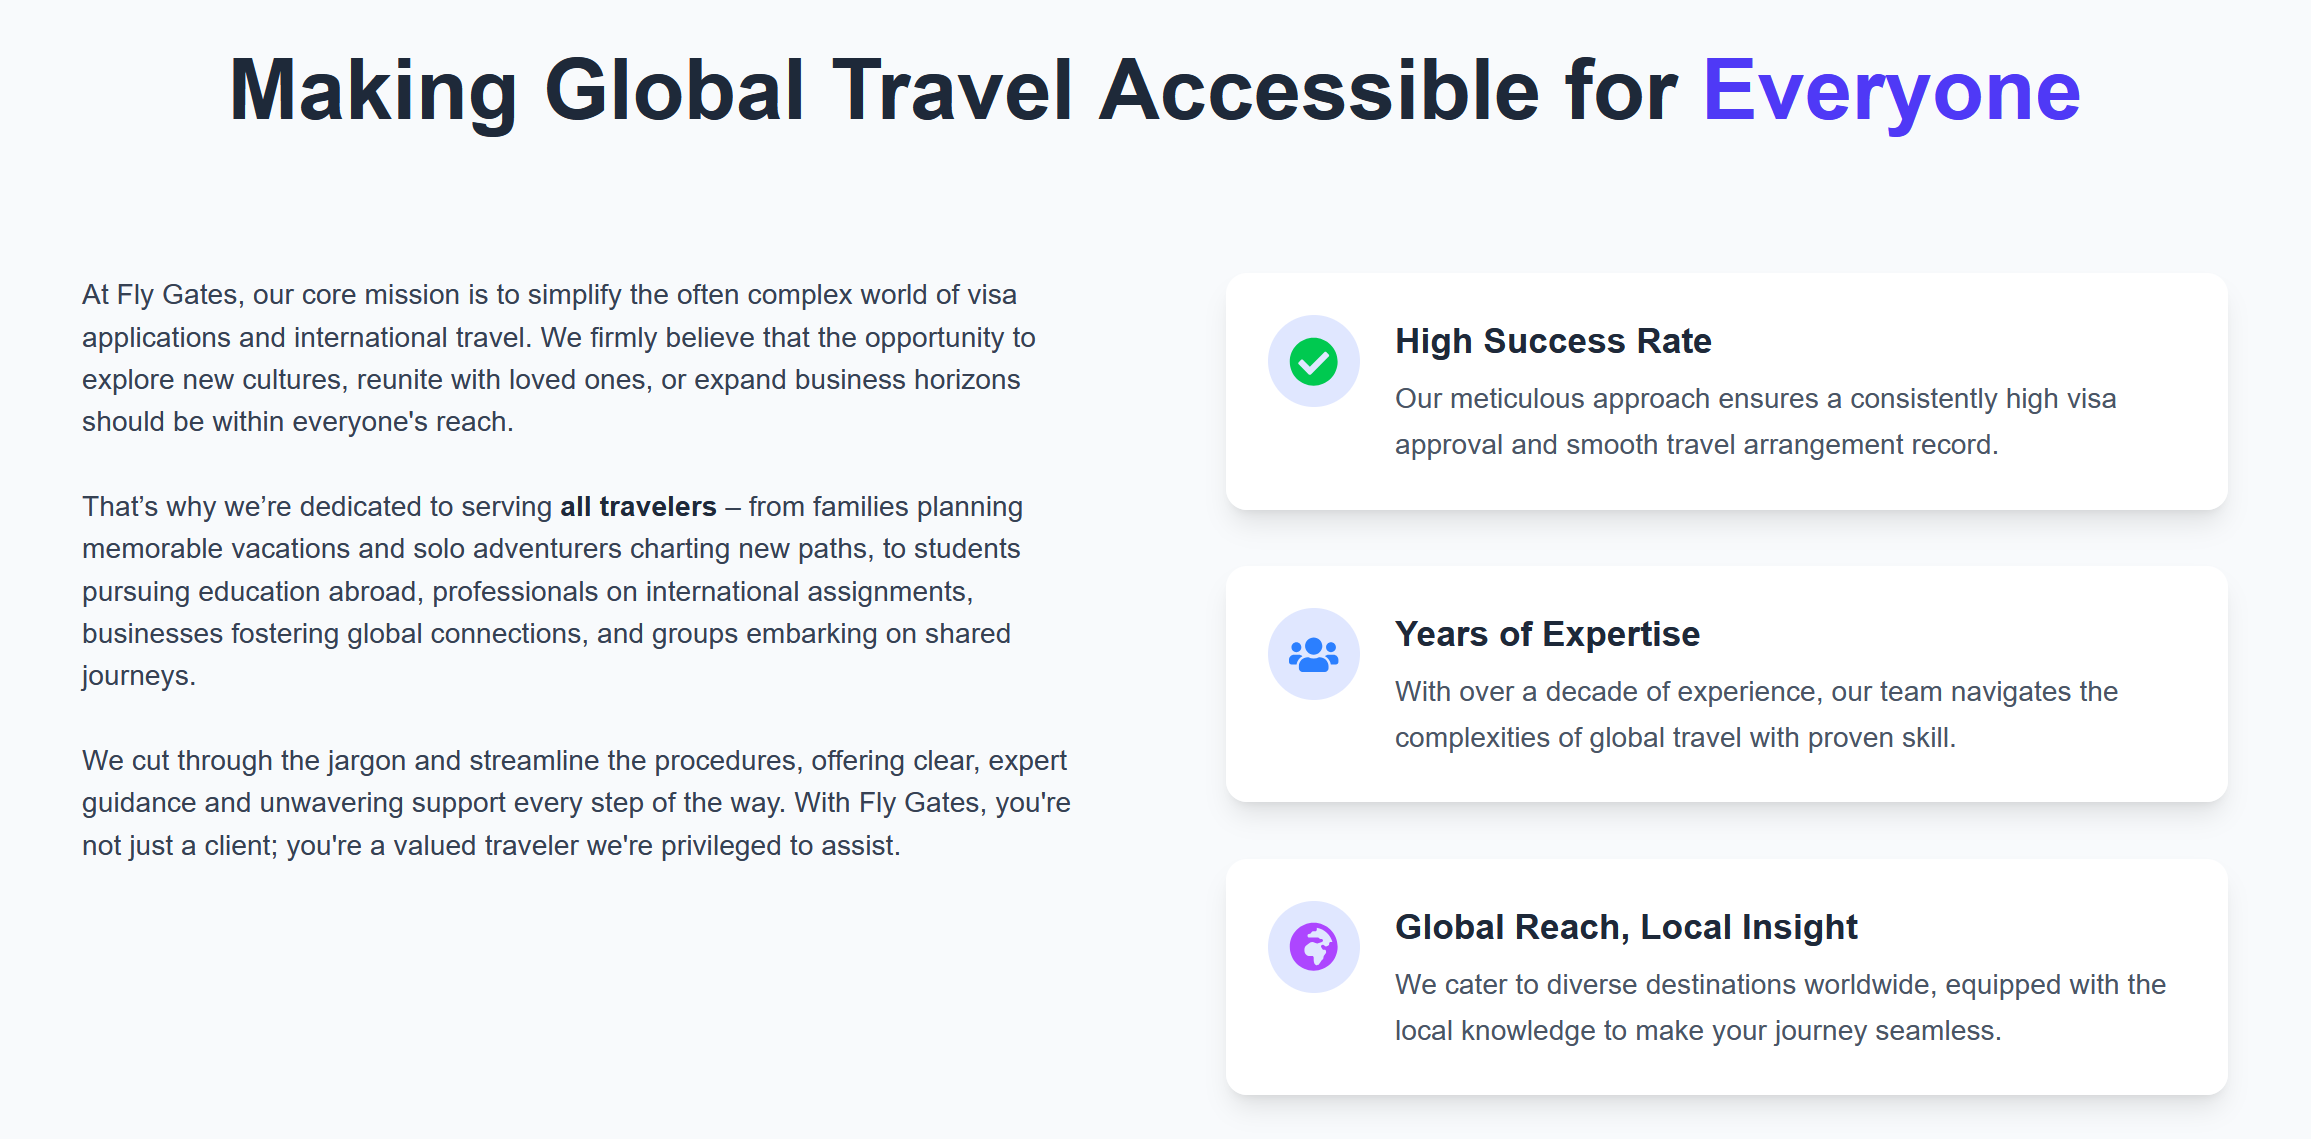 Making Global Travel Accessible for Everyone
At Fly Gates, our core mission is to simplify the often complex world of visa
applications and international travel. We firmly believe that the opportunity to
explore new cultures, reunite with loved ones, or expand business horizons
should be within everyone's reach.
That’s why we’re dedicated to serving all travelers – from families planning
memorable vacations and solo adventurers charting new paths, to students
pursuing education abroad, professionals on international assignments,
businesses fostering global connections, and groups embarking on shared
journeys.
We cut through the jargon and streamline the procedures, offering clear, expert
guidance and unwavering support every step of the way. With Fly Gates, you're
not just a client; you're a valued traveler we're privileged to assist.
High Success Rate
Our meticulous approach ensures a consistently high visa
approval and smooth travel arrangement record.
Years of Expertise
With over a decade of experience, our team navigates the
complexities of global travel with proven skill.
Global Reach, Local Insight
We cater to diverse destinations worldwide, equipped with the
local knowledge to make your journey seamless.